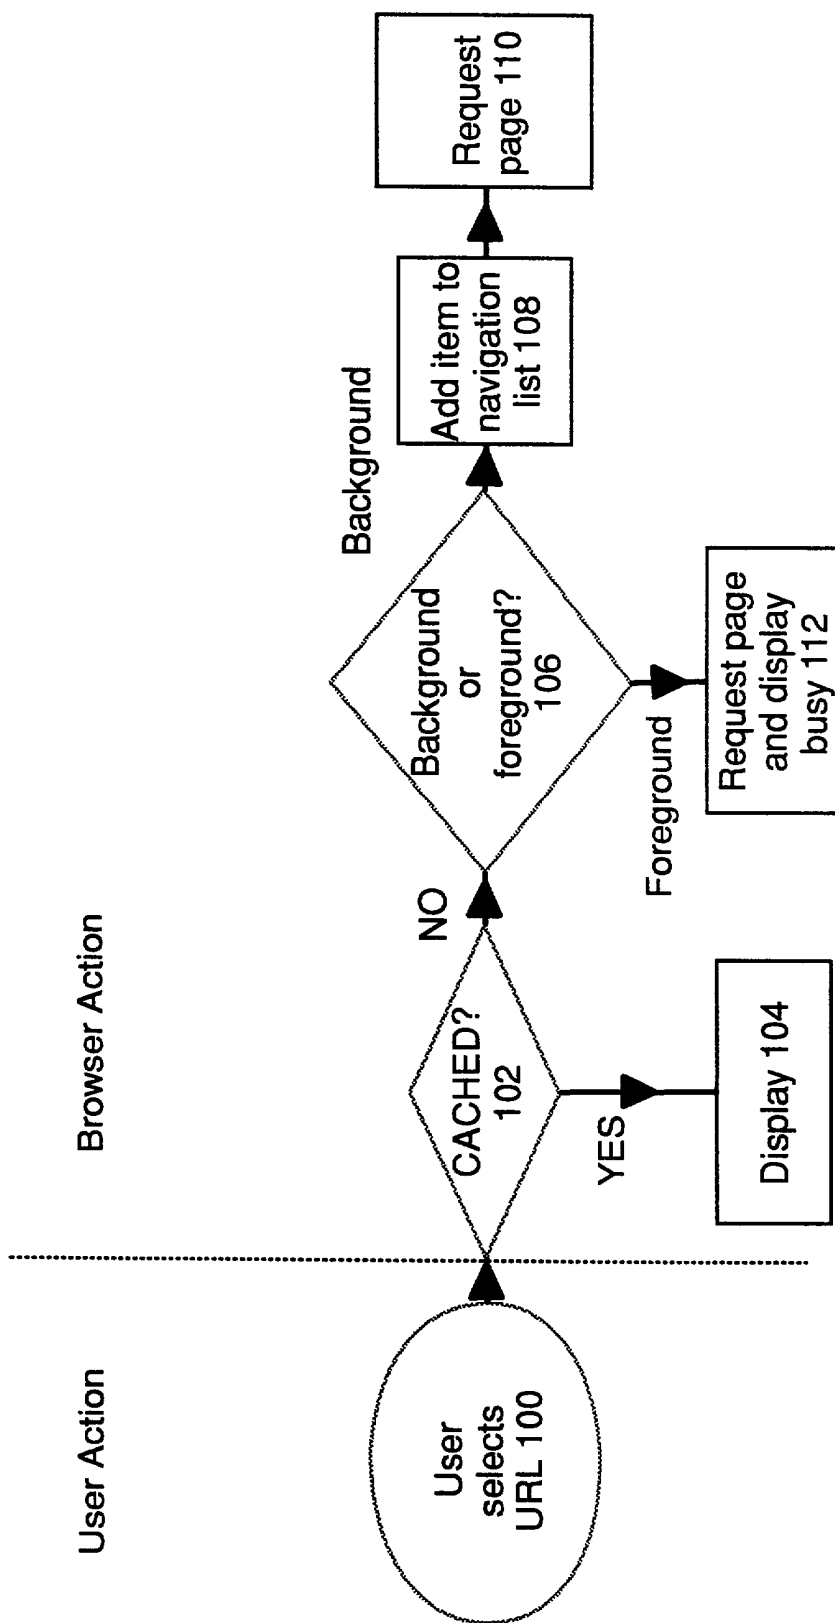 User Action
Browser Action
User
selects
URL 100
CACHED?
102
NO
YES
Display 104
Background
or
foreground?
106
Background
Foreground
Add item to
navigation
list 108
Request
page 110
Request page
and display
busy 112